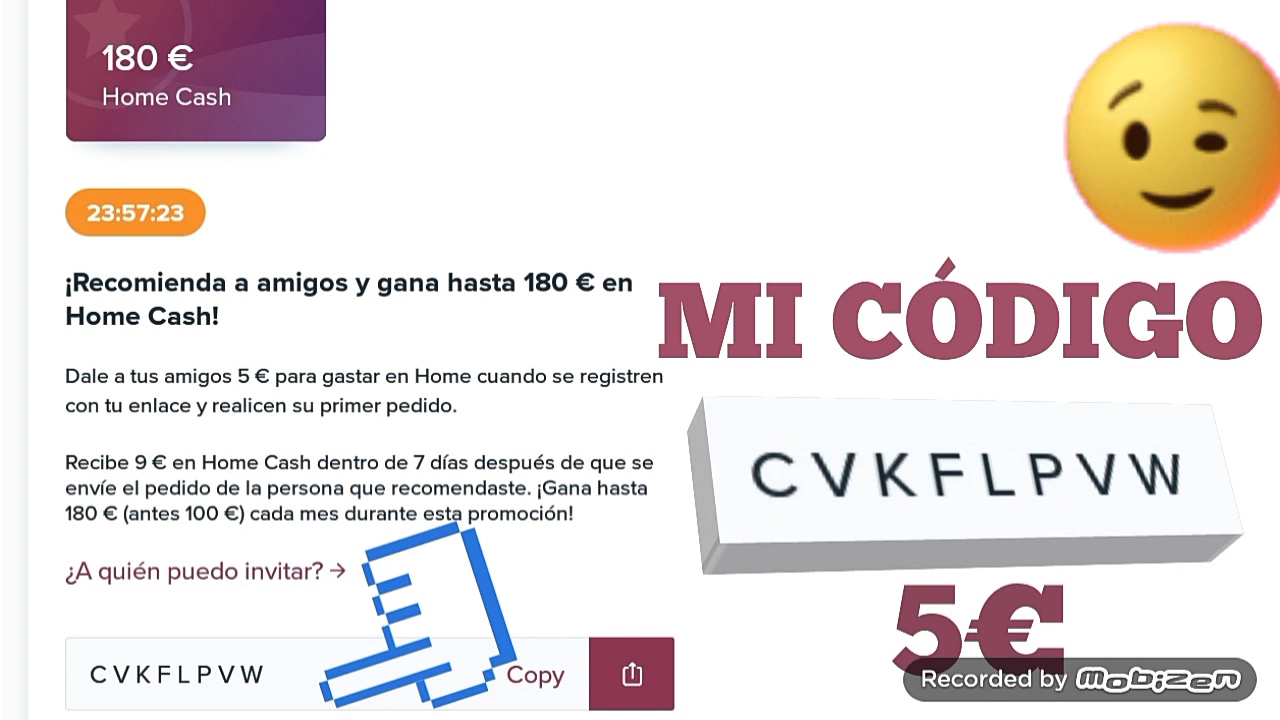 180 €
Home Cash
23:57:23
¡Recomienda a amigos y gana hasta 180 € en
Home Cash!
Dale a tus amigos 5 € para gastar en Home cuando se registren
con tu enlace y realicen su primer pedido.
Recibe 9 € en Home Cash dentro de 7 días después de que se
envíe el pedido de la persona que recomendaste. ¡Gana hasta
180 € (antes 100 €) cada mes durante esta promoción!
¿A quién puedo invitar? →
CVKFLPVW
Copy
MI CÓDIGO
CVKFLPVW
5€
Recorded by mobizen